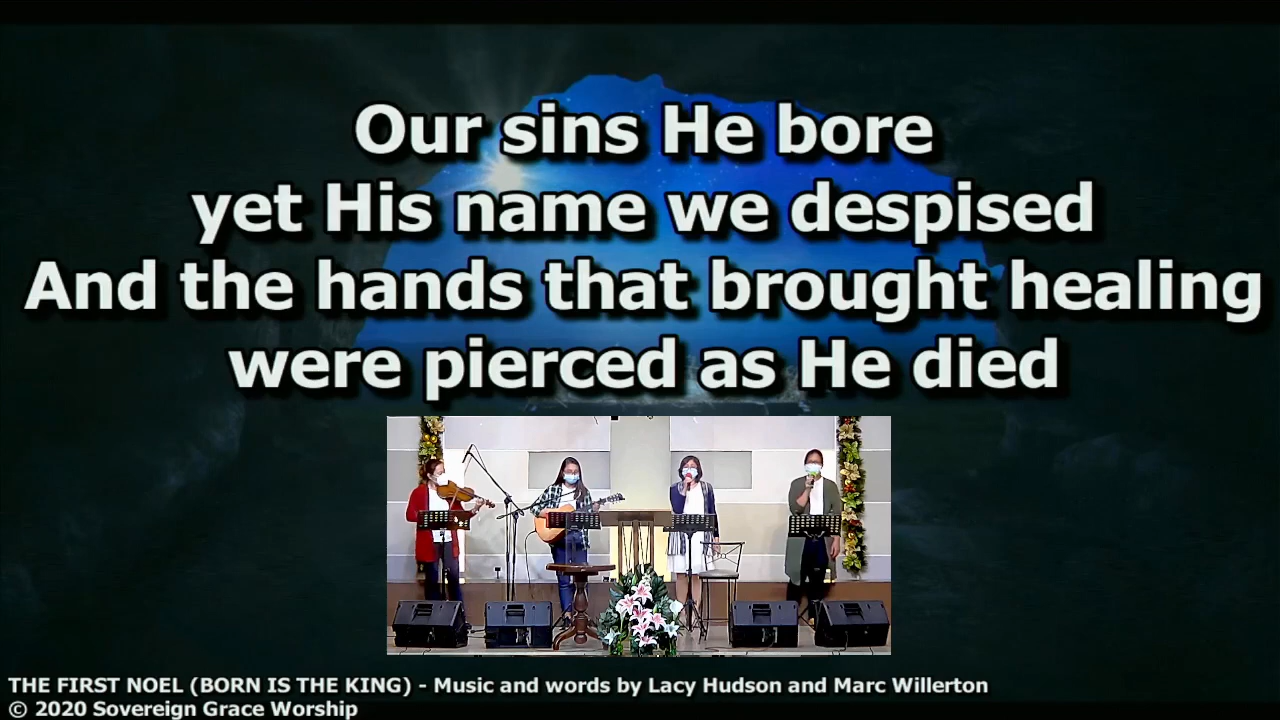 Our sins He bore
yet His name we despised
And the hands that brought healing
were pierced as He died
THE FIRST NOEL (BORN IS THE KING) - Music and words by Lacy Hudson and Marc Willerton
© 2020 Sovereign Grace Worship